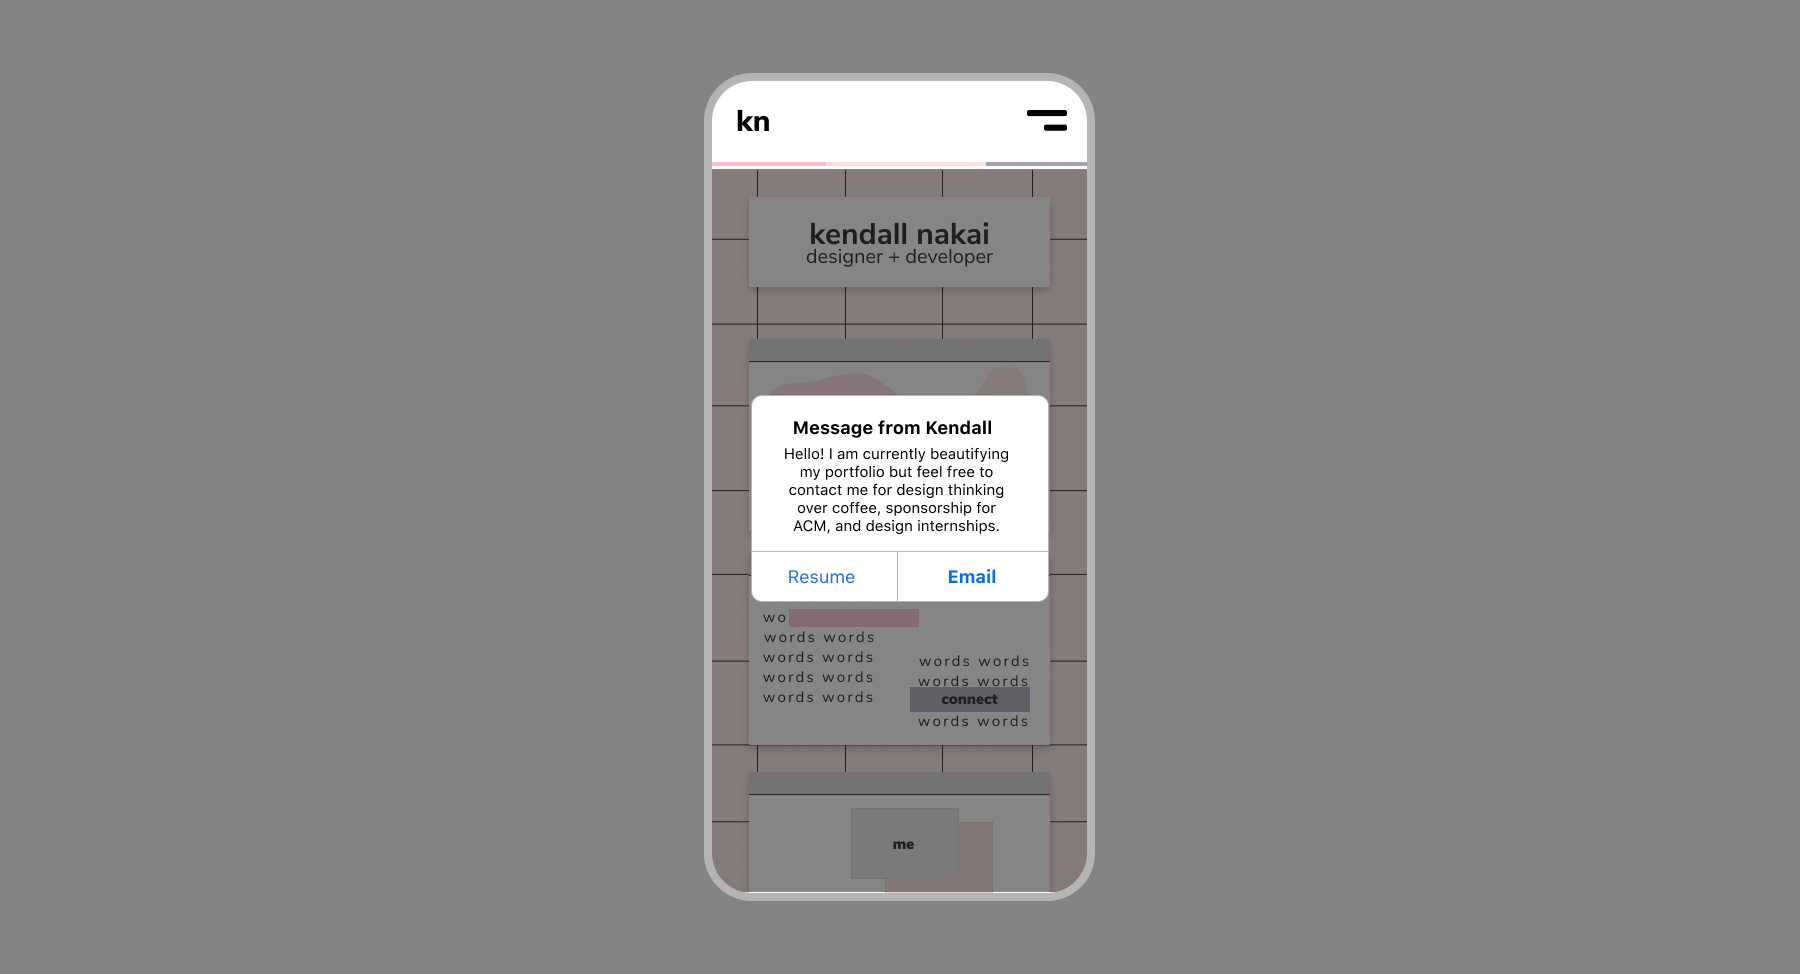 kn
kendall nakai
designer + developer
Message from Kendall
Hello! I am currently beautifying
my portfolio but feel free to
contact me for design thinking
over coffee, sponsorship for
ACM, and design internships.
Resume
Email
wo
words words
words words
words words
words words
words words
words words
connect
words words
me